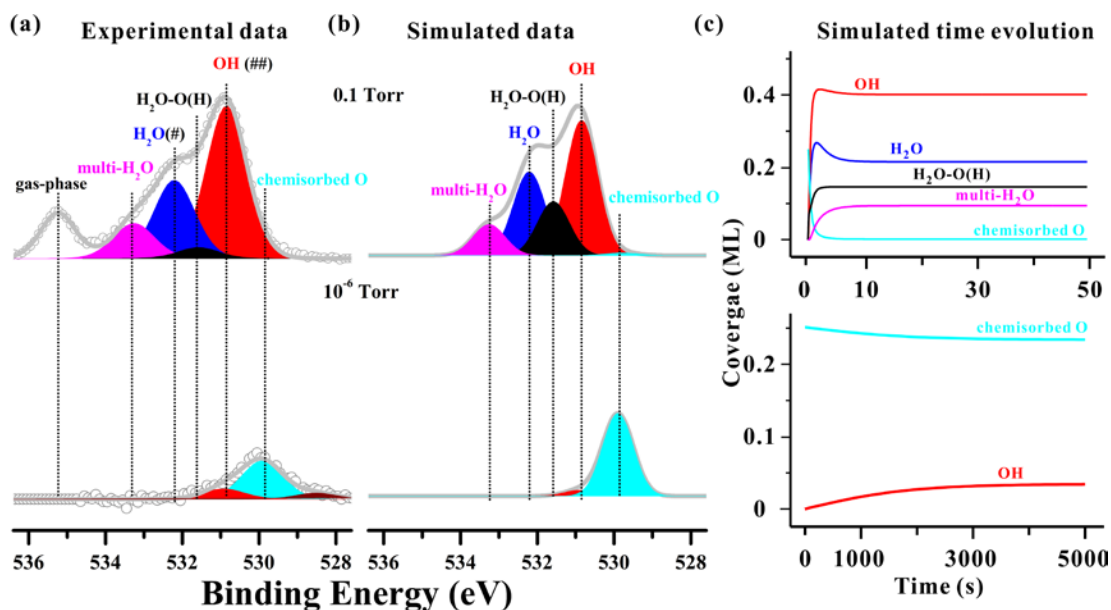 (a) Experimental data
OH (##)
H₂O-O(H)
H₂O(#)
multi-H₂O
gas-phase
chemisorbed O
0.1 Torr
10⁻⁶ Torr
536 534 532 530 528
(b) Simulated data
OH
H₂O-O(H)
H₂O
multi-H₂O
chemisorbed O
536 534 532 530 528
Binding Energy (eV)
(c) Simulated time evolution
0.4
0.2
0
OH
H₂O
H₂O-O(H)
multi-H₂O
chemisorbed O
0 10 30 50
Covergae (ML)
0.2
0.1
0
chemisorbed O
OH
0 1000 3000 5000
Time (s)